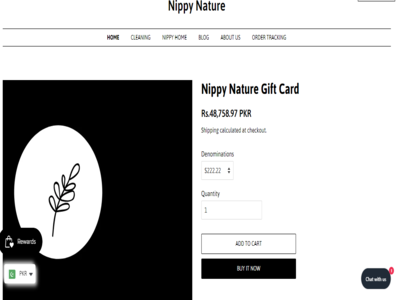 Nippy Nature
HOME CLEANING NIPPY HOME BLOG ABOUT US ORDER TRACKING
Nippy Nature Gift Card
Rs.48,758.97 PKR
Shipping calculated at checkout.
Denominations
$222.22
Quantity
1
ADD TO CART
BUY IT NOW
Rewards
PKR
Chat with us